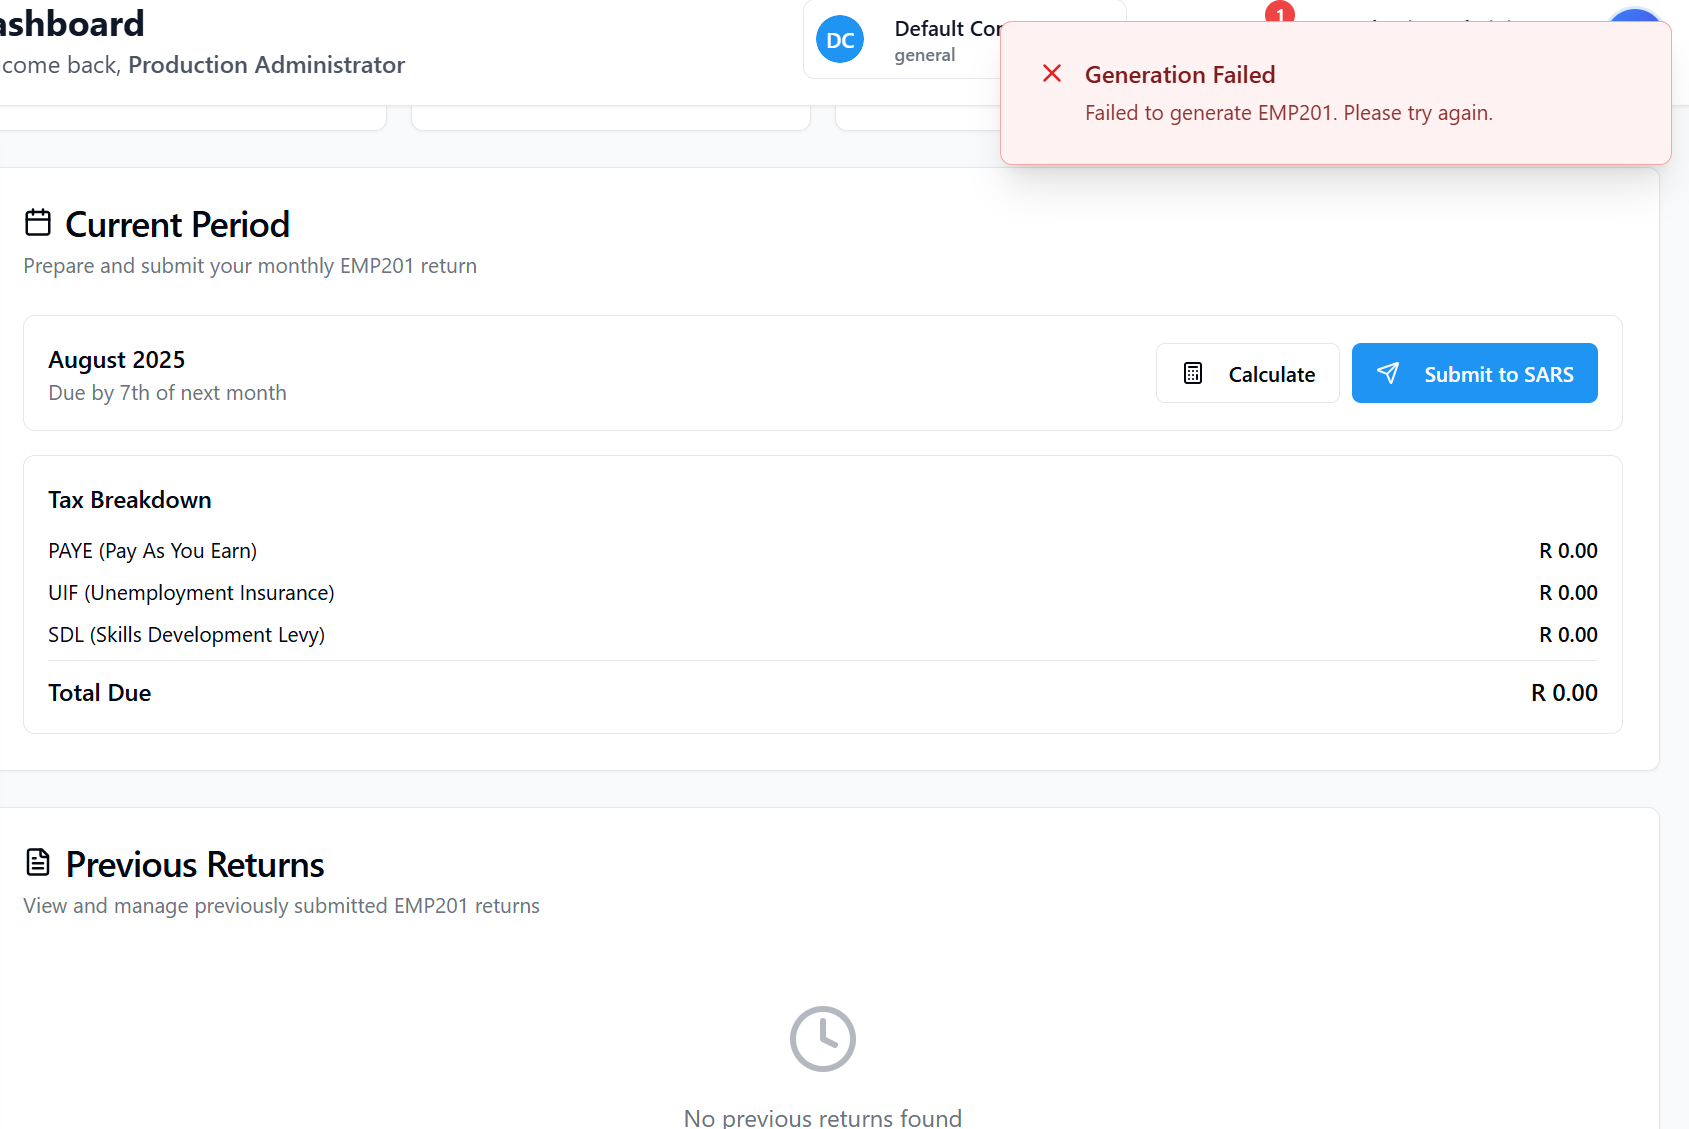 ashboard
come back, Production Administrator
DC
Default Cor
general
1
Generation Failed
Failed to generate EMP201. Please try again.
Current Period
Prepare and submit your monthly EMP201 return
August 2025
Due by 7th of next month
Calculate
Submit to SARS
Tax Breakdown
PAYE (Pay As You Earn) R 0.00
UIF (Unemployment Insurance) R 0.00
SDL (Skills Development Levy) R 0.00
Total Due R 0.00
Previous Returns
View and manage previously submitted EMP201 returns
No previous returns found